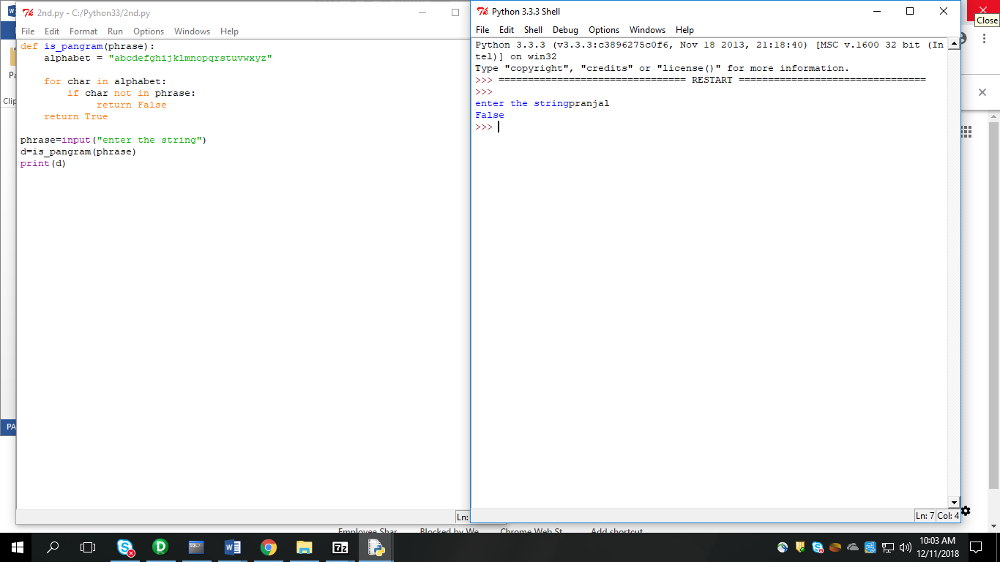 2nd.py - C:/Python33/2nd.py
File Edit Format Run Options Windows Help
def is_pangram(phrase):
    alphabet = "abcdefghijklmnopqrstuvwxyz"
    for char in alphabet:
        if char not in phrase:
             return False
    return True
phrase=input("enter the string")
d=is_pangram(phrase)
print(d)
Ln:
Python 3.3.3 Shell
File Edit Shell Debug Options Windows Help
Python 3.3.3 (v3.3.3:c3896275c0f6, Nov 18 2013, 21:18:40) [MSC v.1600 32 bit (In
tel)] on win32
Type "copyright", "credits" or "license()" for more information.
>>> ================================ RESTART ================================
>>>
enter the stringpranjal
False
>>>
Ln: 7 Col: 4
Close
Pa
Clip
PA
Employee Shar Blocked by We Chrome Web St Add shortcut
SQL
7z
10:03 AM
12/11/2018